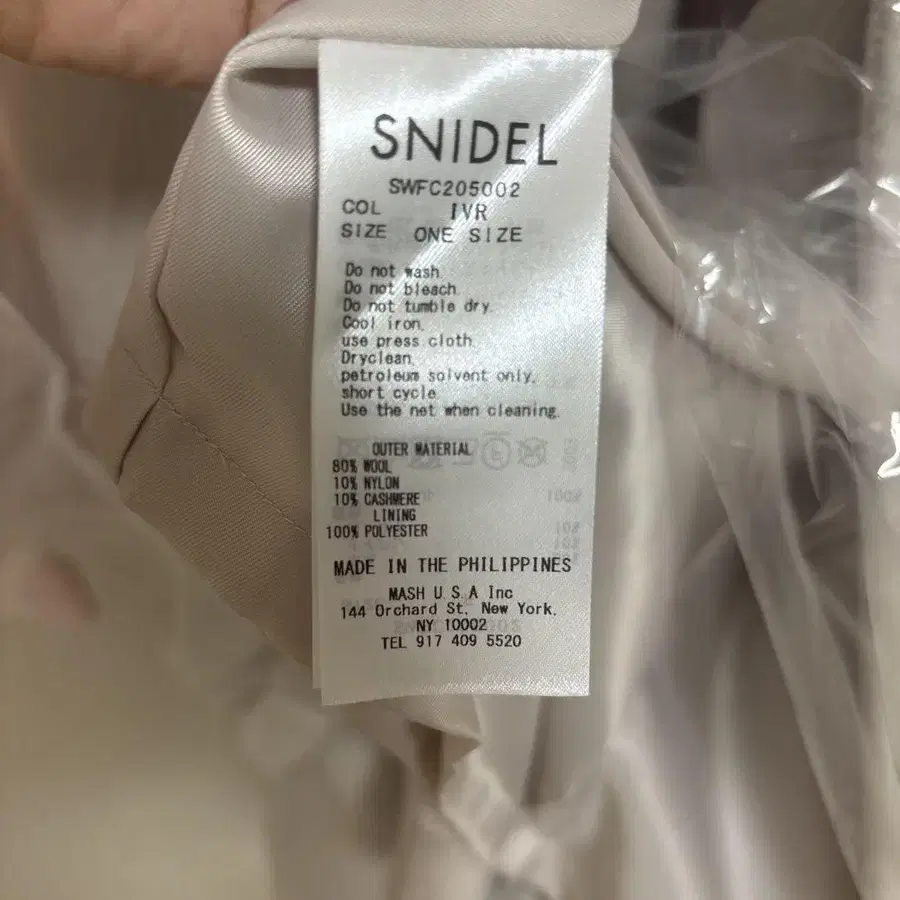 SNIDEL
SWFC205002
COL IVR
SIZE ONE SIZE
Do not wash.
Do not bleach.
Do not tumble dry.
Cool iron.
use press cloth.
Dryclean.
petroleum solvent only.
short cycle.
Use the net when cleaning.
OUTER MATERIAL
80% WOOL
10% NYLON
10% CASHMERE
LINING
100% POLYESTER
MADE IN THE PHILIPPINES
MASH U.S.A Inc
144 Orchard St. New York.
NY 10002
TEL 917 409 5520